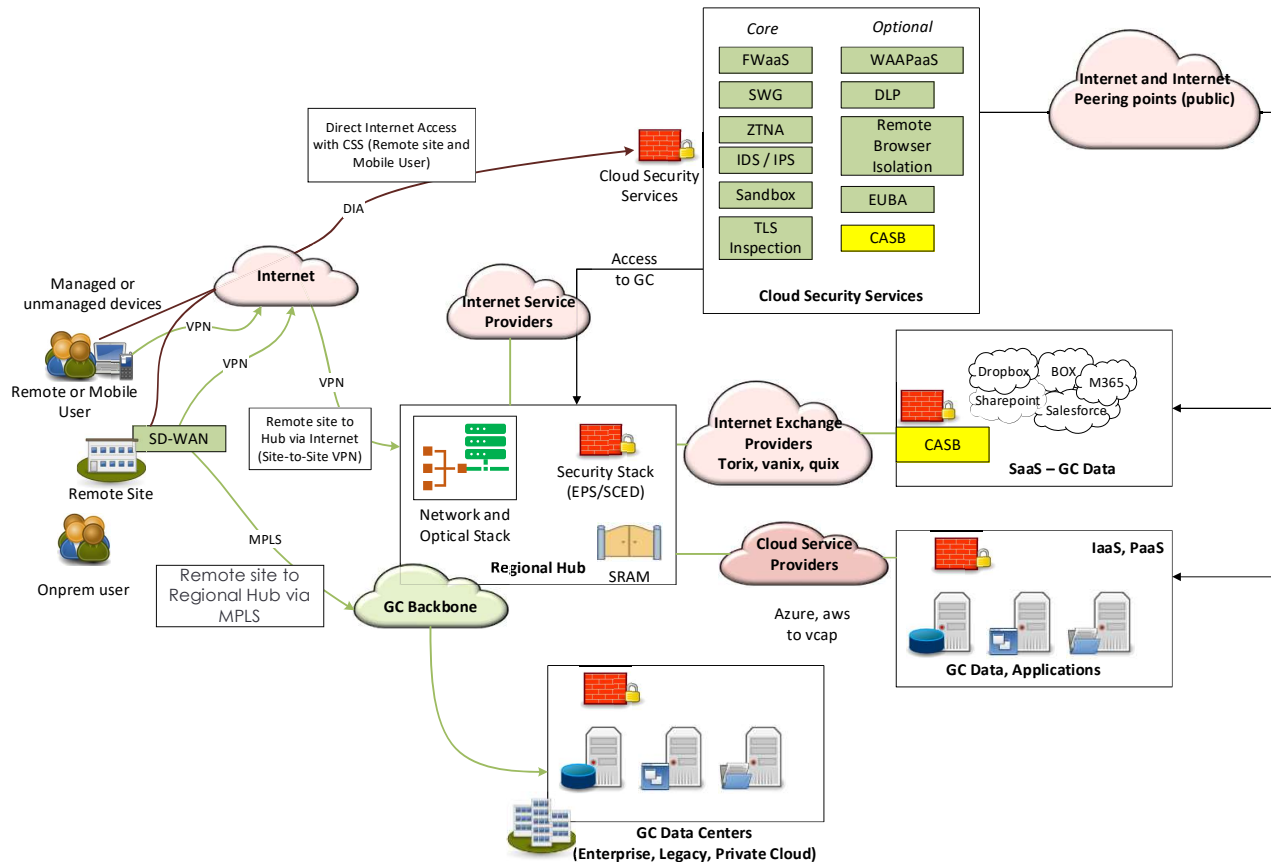 Core
Optional
FWaaS
WAAPaaS
SWG
DLP
ZTNA
Remote
Browser
Isolation
IDS / IPS
Sandbox
EUBA
TLS
Inspection
CASB
Cloud Security Services
Internet and Internet
Peering points (public)
Direct Internet Access
with CSS (Remote site and
Mobile User)
Cloud Security
Services
DIA
Access
to GC
Internet
Managed or
unmanaged devices
VPN
VPN
VPN
Remote or Mobile
User
SD-WAN
Remote Site
Onprem user
MPLS
Remote site to
Hub via Internet
(Site-to-Site VPN)
Remote site to
Regional Hub via
MPLS
Internet Service
Providers
Network and
Optical Stack
Security Stack
(EPS/SCED)
Regional Hub
SRAM
GC Backbone
Internet Exchange
Providers
Torix, vanix, quix
Cloud Service
Providers
Azure, aws
to vcap
Dropbox
BOX
M365
Sharepoint
Salesforce
CASB
SaaS – GC Data
IaaS, PaaS
GC Data, Applications
GC Data Centers
(Enterprise, Legacy, Private Cloud)